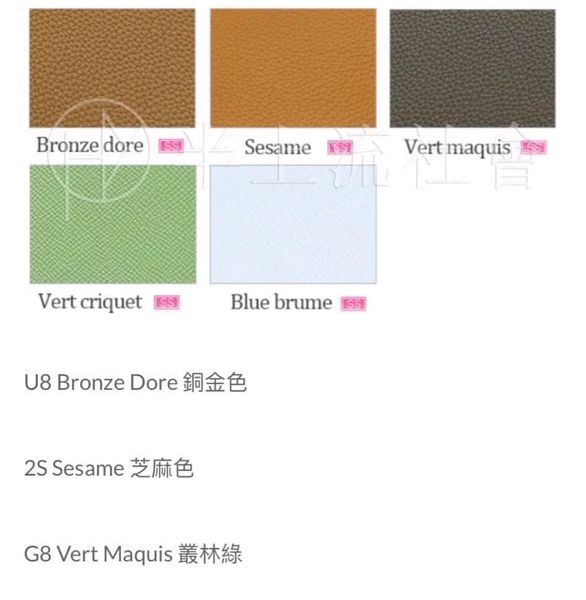 Bronze dore SS Sesame SS Vert maquis SS
半上流社會
Vert criquet SS Blue brume SS
U8 Bronze Dore 銅金色
2S Sesame 芝麻色
G8 Vert Maquis 叢林綠